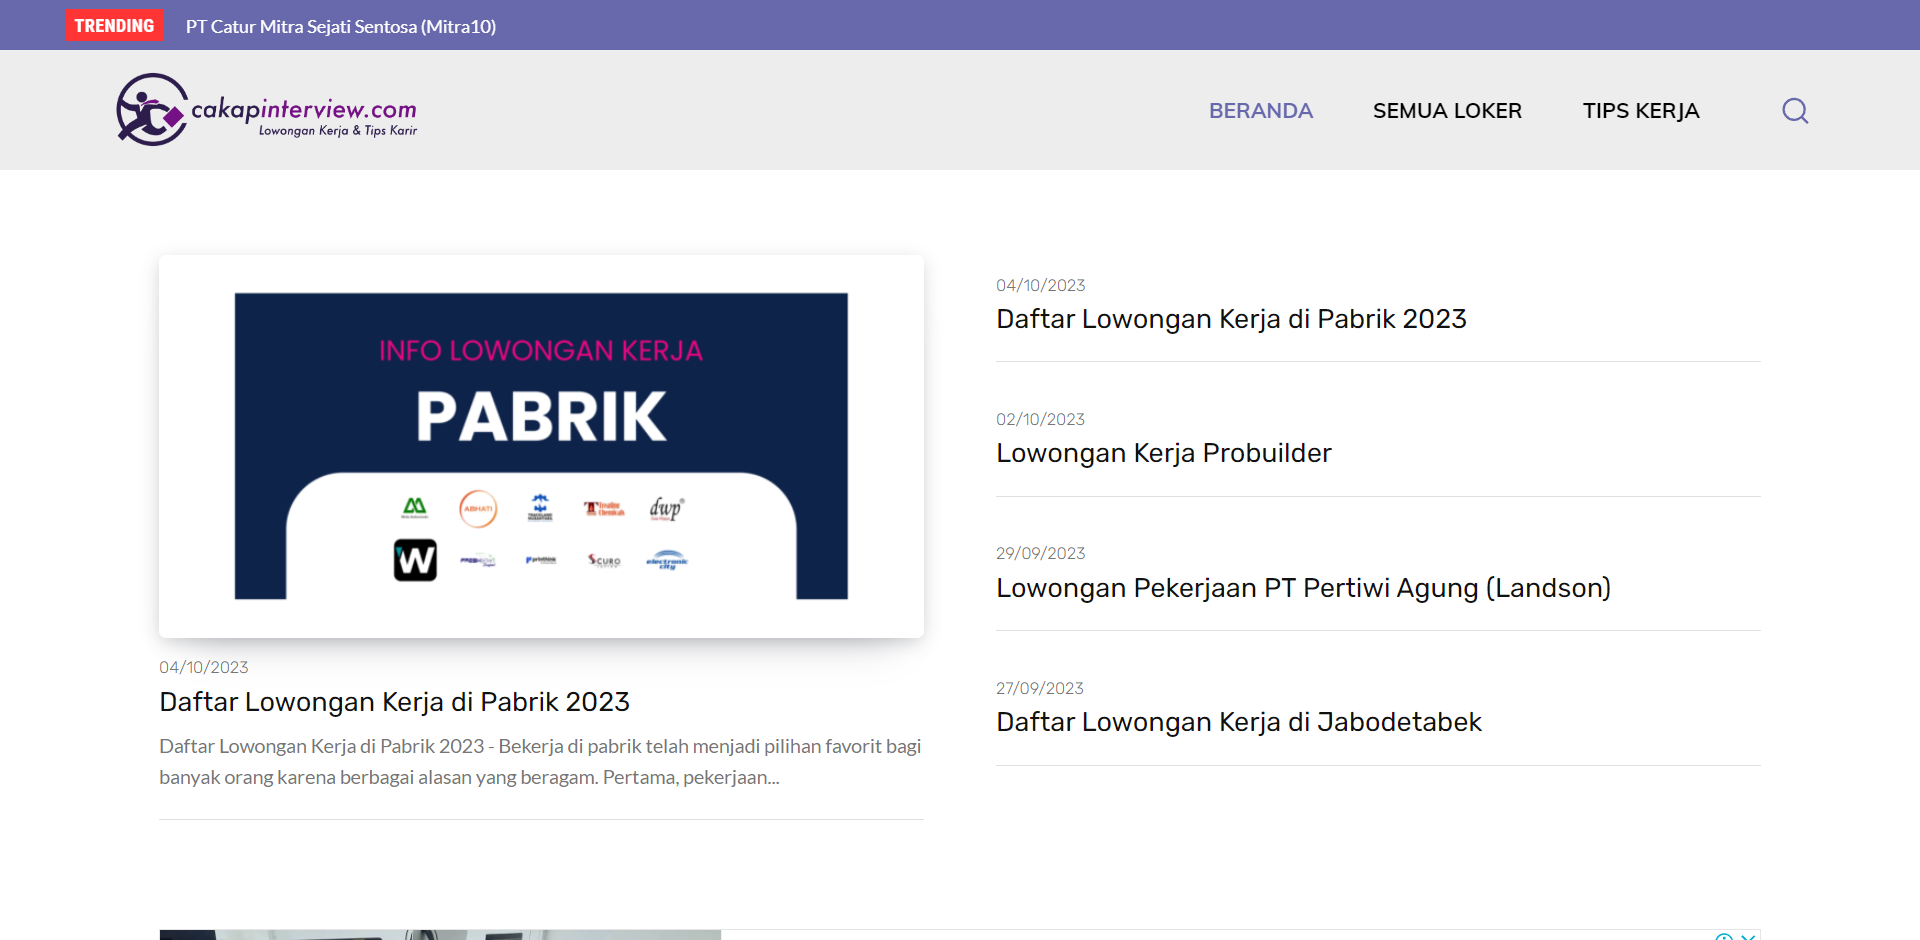 TRENDING PT Catur Mitra Sejati Sentosa (Mitra10)
cakapinterview.com
Lowongan Kerja & Tips Karir
BERANDA SEMUA LOKER TIPS KERJA
INFO LOWONGAN KERJA
PABRIK
ABHATI
dwp
W
SCURO
electronic
city
04/10/2023
Daftar Lowongan Kerja di Pabrik 2023
Daftar Lowongan Kerja di Pabrik 2023 - Bekerja di pabrik telah menjadi pilihan favorit bagi
banyak orang karena berbagai alasan yang beragam. Pertama, pekerjaan...
04/10/2023
Daftar Lowongan Kerja di Pabrik 2023
02/10/2023
Lowongan Kerja Probuilder
29/09/2023
Lowongan Pekerjaan PT Pertiwi Agung (Landson)
27/09/2023
Daftar Lowongan Kerja di Jabodetabek